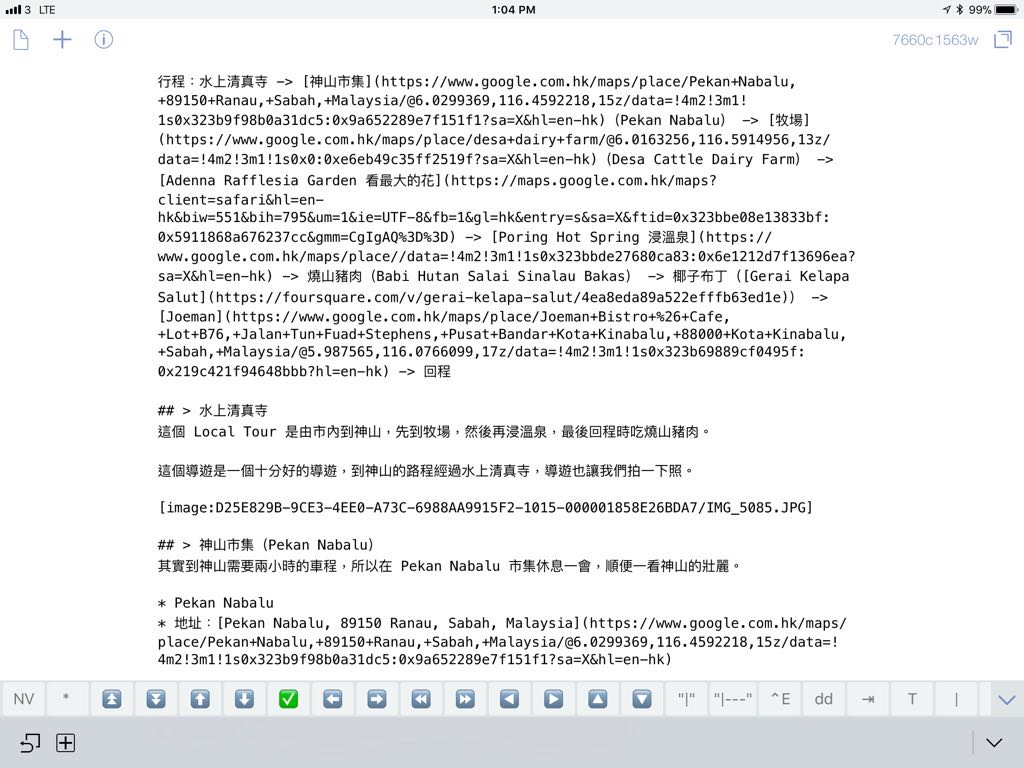 3 LTE 1:04 PM 99%
7660c 1563w
行程：水上清真寺 -> [神山市集](https://www.google.com.hk/maps/place/Pekan+Nabalu,
+89150+Ranau,+Sabah,+Malaysia/@6.0299369,116.4592218,15z/data=!4m2!3m1!
1s0x323b9f98b0a31dc5:0x9a652289e7f151f1?sa=X&hl=en-hk)（Pekan Nabalu） -> [牧場]
(https://www.google.com.hk/maps/place/desa+dairy+farm/@6.0163256,116.5914956,13z/
data=!4m2!3m1!1s0x0:0xe6eb49c35ff2519f?sa=X&hl=en-hk)（Desa Cattle Dairy Farm） ->
[Adenna Rafflesia Garden 看最大的花](https://maps.google.com.hk/maps?
client=safari&hl=en-
hk&biw=551&bih=795&um=1&ie=UTF-8&fb=1&gl=hk&entry=s&sa=X&ftid=0x323bbe08e13833bf:
0x5911868a676237cc&gmm=CgIgAQ%3D%3D) -> [Poring Hot Spring 浸溫泉](https://
www.google.com.hk/maps/place//data=!4m2!3m1!1s0x323bbde27680ca83:0x6e1212d7f13696ea?
sa=X&hl=en-hk) -> 燒山豬肉（Babi Hutan Salai Sinalau Bakas） -> 椰子布丁（[Gerai Kelapa
Salut](https://foursquare.com/v/gerai-kelapa-salut/4ea8eda89a522efffb63ed1e)） ->
[Joeman](https://www.google.com.hk/maps/place/Joeman+Bistro+%26+Cafe,
+Lot+B76,+Jalan+Tun+Fuad+Stephens,+Pusat+Bandar+Kota+Kinabalu,+88000+Kota+Kinabalu,
+Sabah,+Malaysia/@5.987565,116.0766099,17z/data=!4m2!3m1!1s0x323b69889cf0495f:
0x219c421f94648bbb?hl=en-hk) -> 回程
## > 水上清真寺
這個 Local Tour 是由市內到神山，先到牧場，然後再浸溫泉，最後回程時吃燒山豬肉。
這個導遊是一個十分好的導遊，到神山的路程經過水上清真寺，導遊也讓我們拍一下照。
[image:D25E829B-9CE3-4EE0-A73C-6988AA9915F2-1015-000001858E26BDA7/IMG_5085.JPG]
## > 神山市集（Pekan Nabalu）
其實到神山需要兩小時的車程，所以在 Pekan Nabalu 市集休息一會，順便一看神山的壯麗。
* Pekan Nabalu
* 地址：[Pekan Nabalu, 89150 Ranau, Sabah, Malaysia](https://www.google.com.hk/maps/
place/Pekan+Nabalu,+89150+Ranau,+Sabah,+Malaysia/@6.0299369,116.4592218,15z/data=!
4m2!3m1!1s0x323b9f98b0a31dc5:0x9a652289e7f151f1?sa=X&hl=en-hk)
NV * "|" "|---" ^E dd ⇥ T |